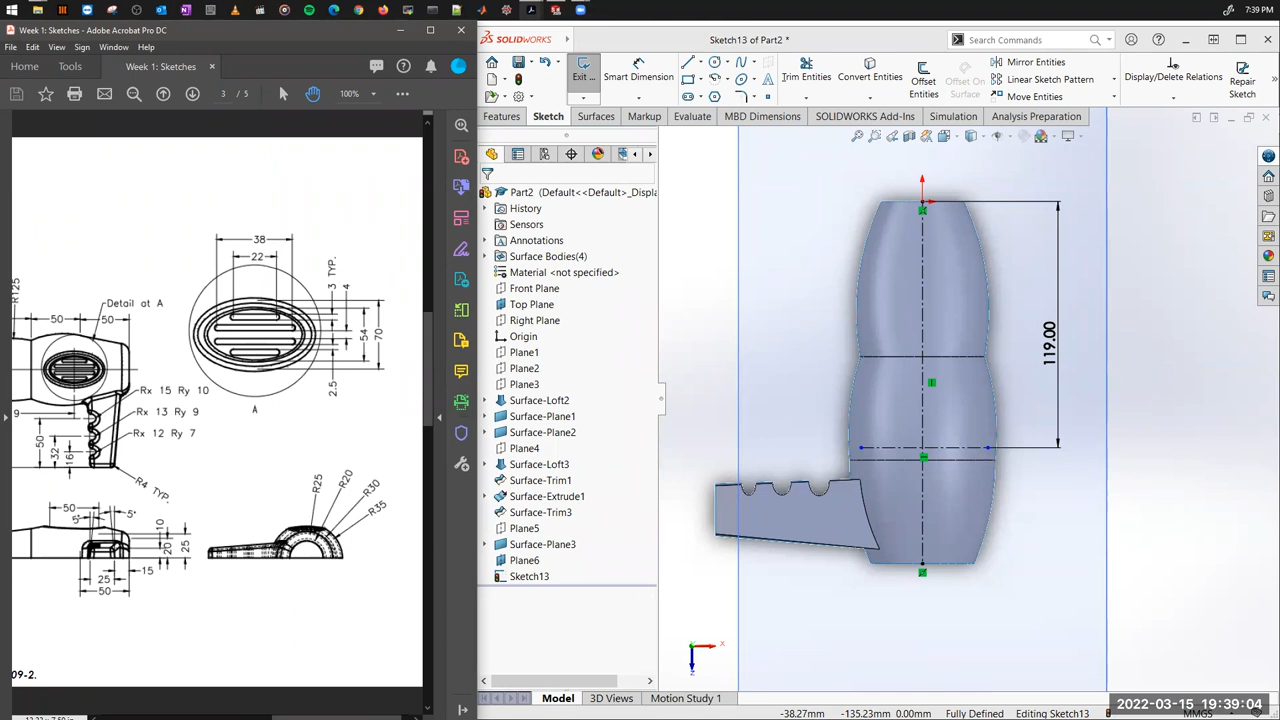 7:39 PM
Week 1: Sketches - Adobe Acrobat Pro DC
File Edit View Sign Window Help
Home Tools Week 1: Sketches
3 / 5 100%
38
22
3 TYP.
4
54
70
2.5
A
R125
Detail at A
50 50
Rx 15 Ry 10
Rx 13 Ry 9
Rx 12 Ry 7
9
50
32
16
R4 TYP.
50
5° 5°
10
20
25
15
25
50
R25
R20
R30
R35
09-2.
SOLIDWORKS
Sketch13 of Part2 *
Search Commands
Exit ...
Smart Dimension
Trim Entities
Convert Entities
Offset Entities
Offset On Surface
Mirror Entities
Linear Sketch Pattern
Move Entities
Display/Delete Relations
Repair Sketch
Features Sketch Surfaces Markup Evaluate MBD Dimensions SOLIDWORKS Add-Ins Simulation Analysis Preparation
Part2 (Default<<Default>_Displa
History
Sensors
Annotations
Surface Bodies(4)
Material <not specified>
Front Plane
Top Plane
Right Plane
Origin
Plane1
Plane2
Plane3
Surface-Loft2
Surface-Plane1
Surface-Plane2
Plane4
Surface-Loft3
Surface-Trim1
Surface-Extrude1
Surface-Trim3
Plane5
Surface-Plane3
Plane6
Sketch13
119.00
X
Z
Model 3D Views Motion Study 1
-38.27mm -135.23mm 0.00mm Fully Defined Editing Sketch13 MMGS
2022-03-15 19:39:04